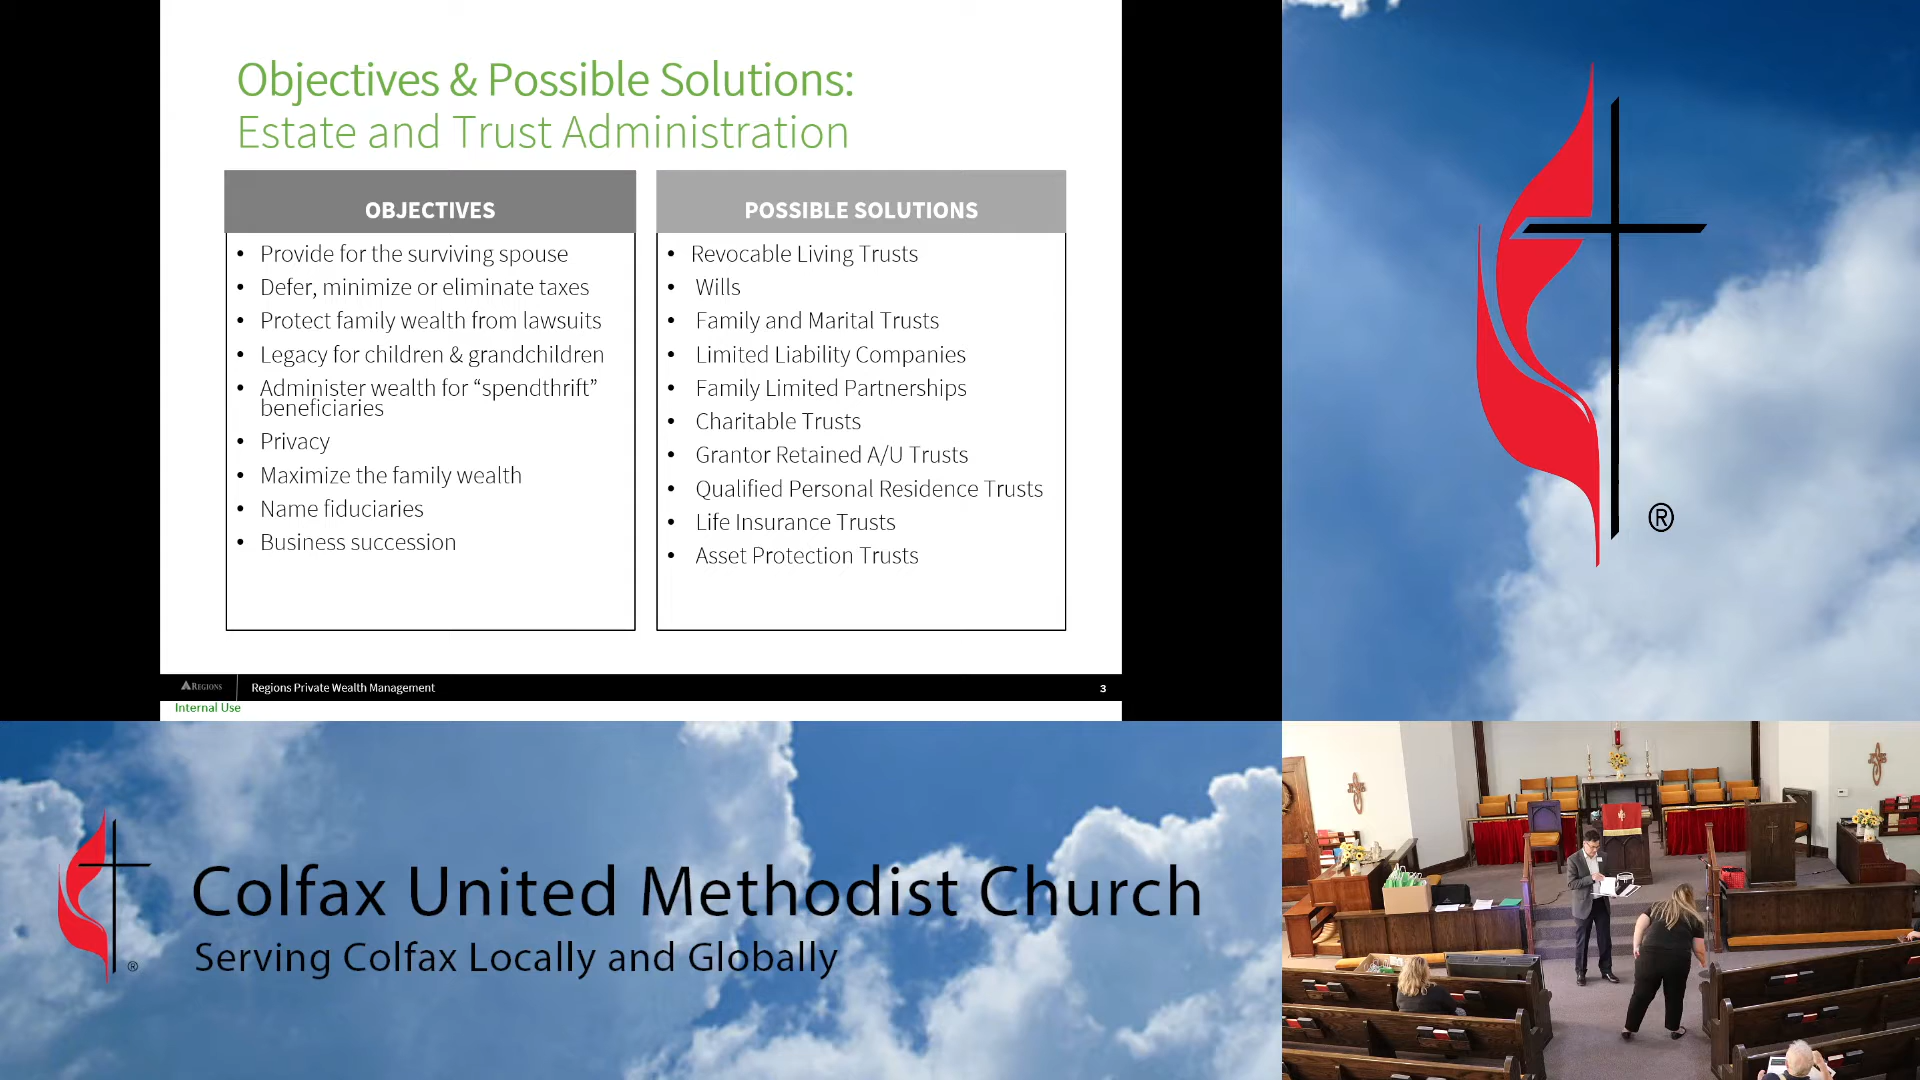 Objectives & Possible Solutions:
Estate and Trust Administration
OBJECTIVES
• Provide for the surviving spouse
• Defer, minimize or eliminate taxes
• Protect family wealth from lawsuits
• Legacy for children & grandchildren
• Administer wealth for “spendthrift”
beneficiaries
• Privacy
• Maximize the family wealth
• Name fiduciaries
• Business succession
POSSIBLE SOLUTIONS
• Revocable Living Trusts
• Wills
• Family and Marital Trusts
• Limited Liability Companies
• Family Limited Partnerships
• Charitable Trusts
• Grantor Retained A/U Trusts
• Qualified Personal Residence Trusts
• Life Insurance Trusts
• Asset Protection Trusts
REGIONS
Regions Private Wealth Management
3
Internal Use
®
Colfax United Methodist Church
Serving Colfax Locally and Globally
®